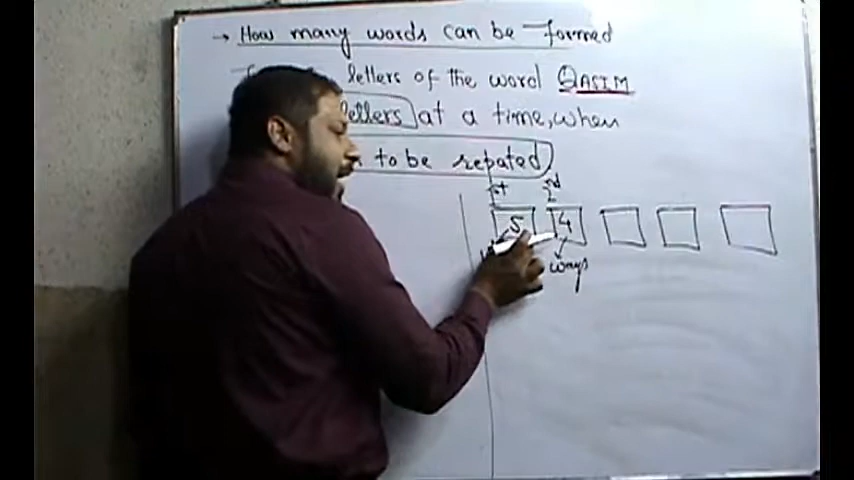 → How many words can be formed
letters of the word QASIM
letters at a time, when
to be repated
1st 2nd
5 4
ways